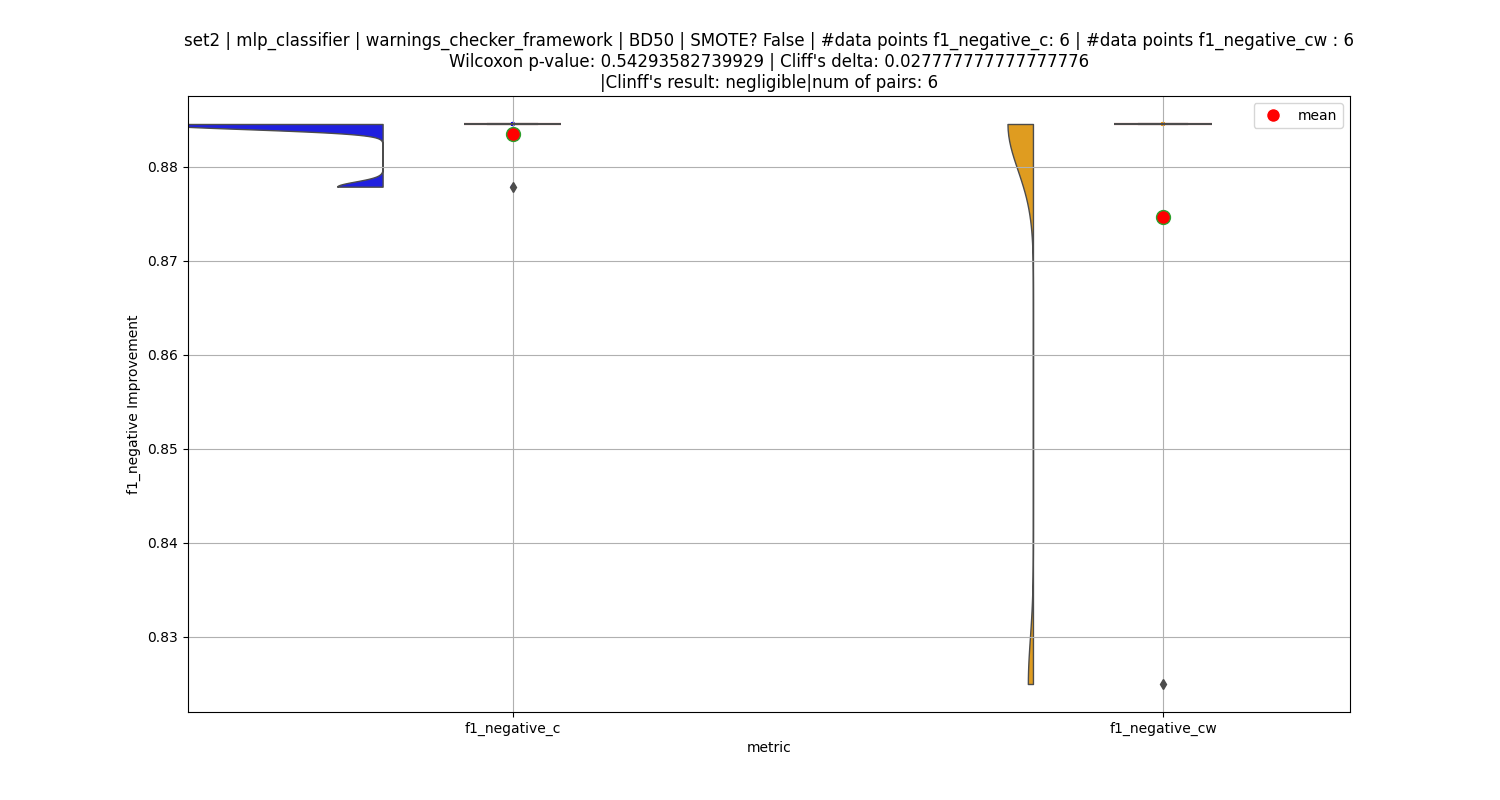 set2 | mlp_classifier | warnings_checker_framework | BD50 | SMOTE? False | #data points f1_negative_c: 6 | #data points f1_negative_cw : 6
Wilcoxon p-value: 0.54293582739929 | Cliff's delta: 0.027777777777777776
|Clinff's result: negligible|num of pairs: 6
mean
0.88
0.87
0.86
0.85
0.84
0.83
f1_negative Improvement
f1_negative_c
f1_negative_cw
metric